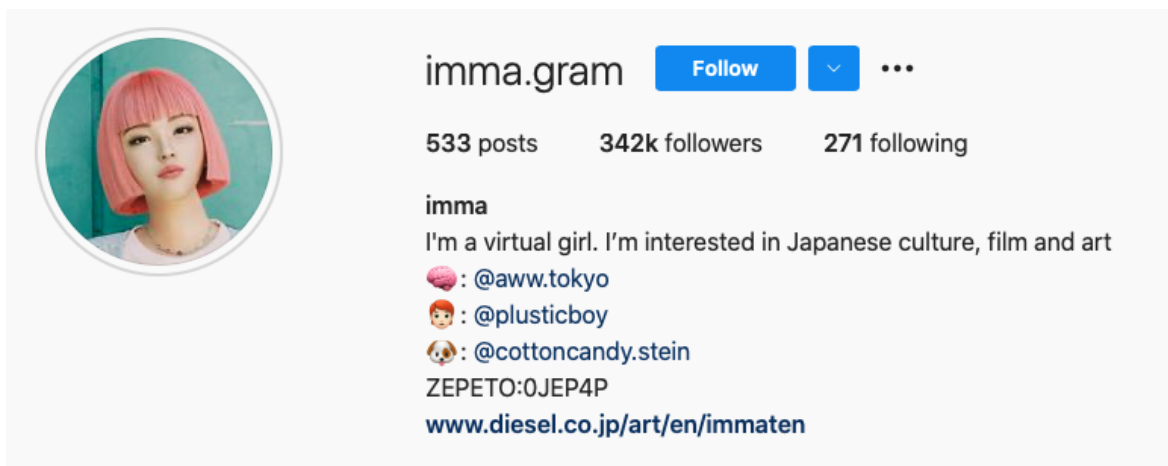 imma.gram Follow
533 posts 342k followers 271 following
imma
I'm a virtual girl. I’m interested in Japanese culture, film and art
🧠: @aww.tokyo
👩🏻‍🦰: @plusticboy
🐶: @cottoncandy.stein
ZEPETO:0JEP4P
www.diesel.co.jp/art/en/immaten